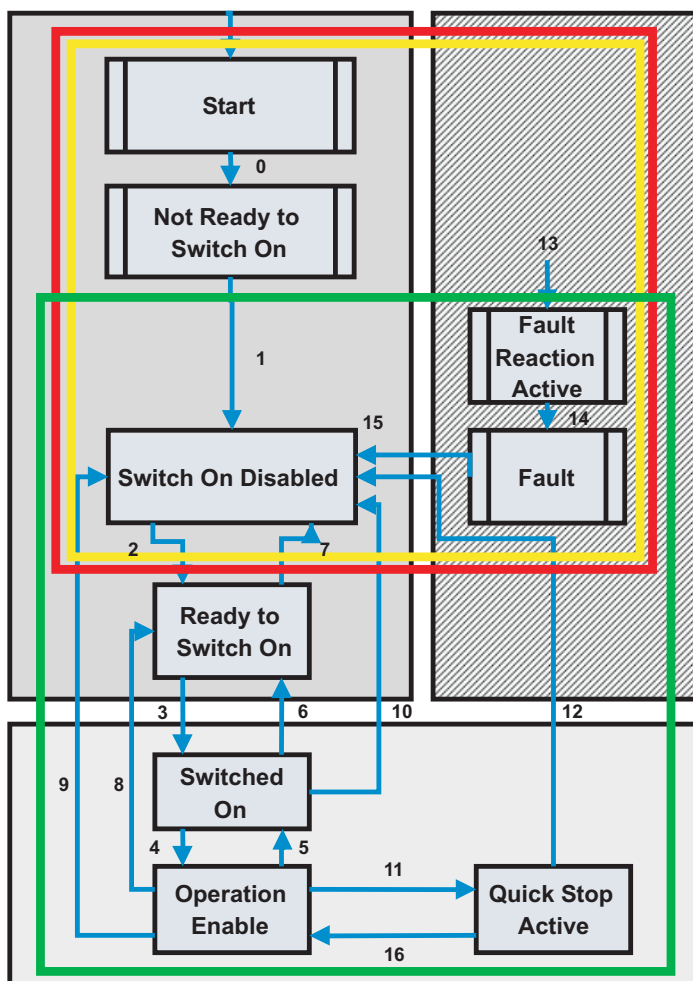 Start
0
Not Ready to
Switch On
13
1
Fault
Reaction
Active
14
15
Switch On Disabled
Fault
2
7
Ready to
Switch On
3
6
10
12
9
8
Switched
On
4
5
11
Operation
Enable
Quick Stop
Active
16